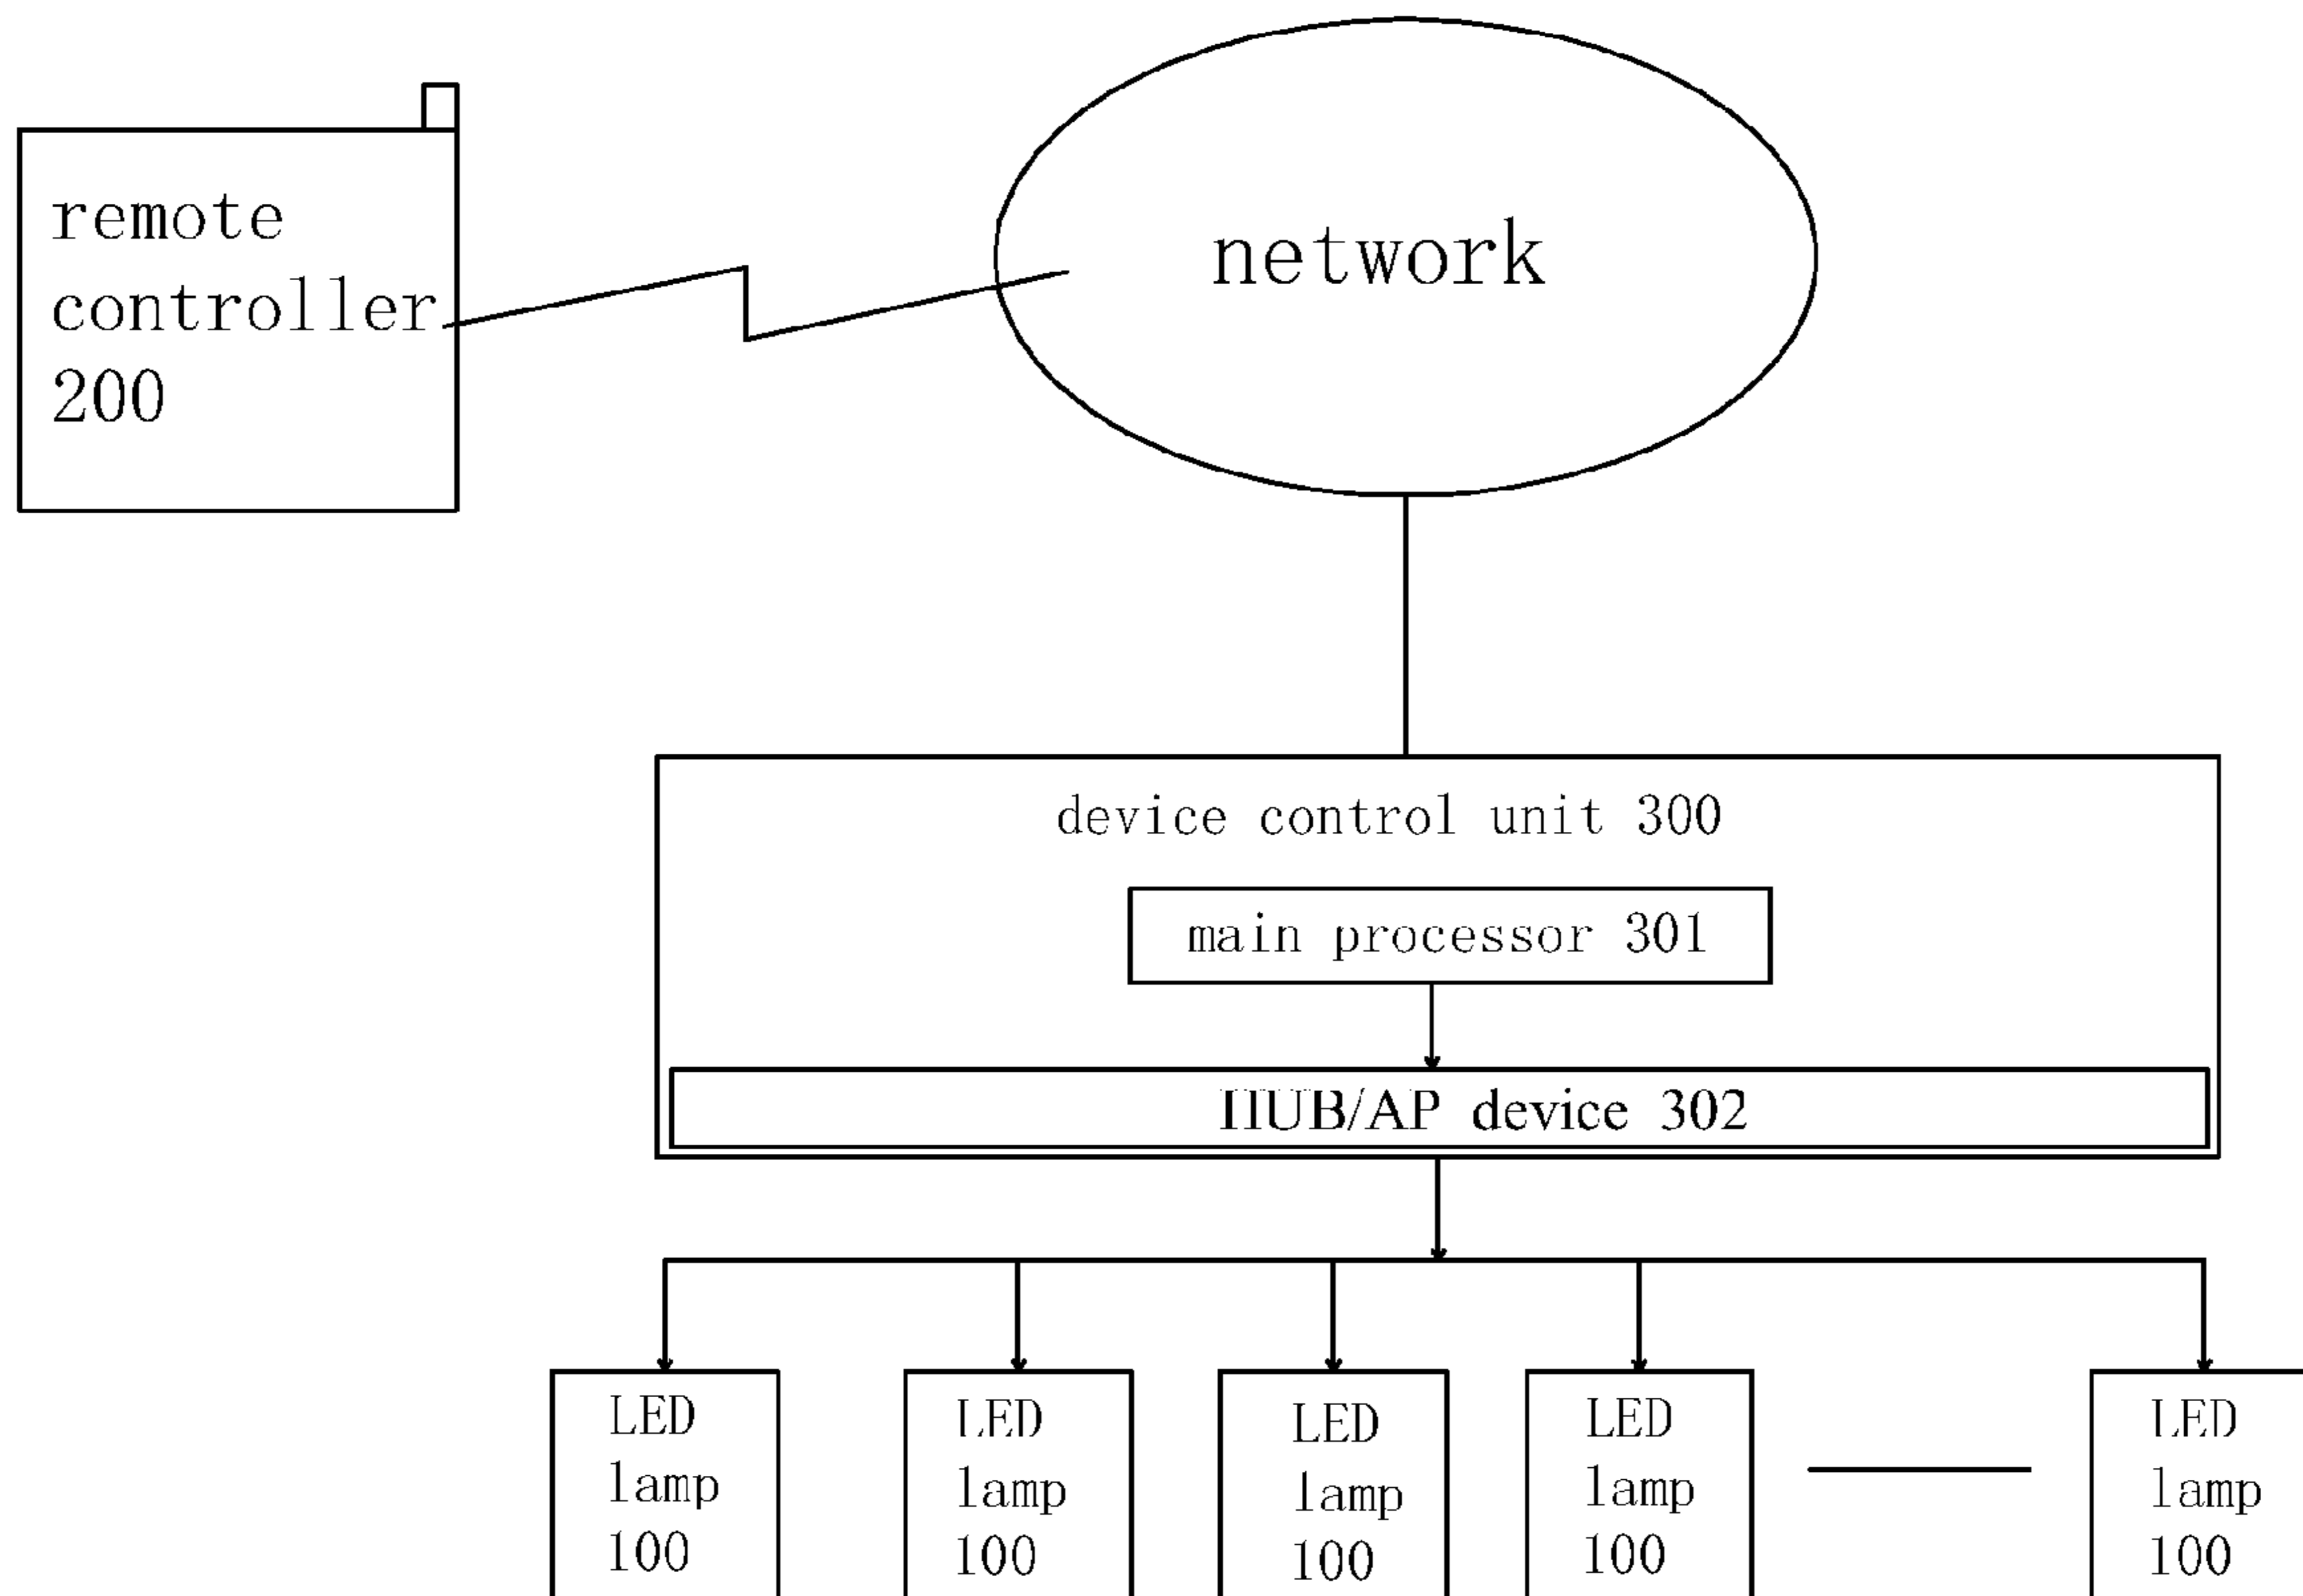 remote
controller
200
network
device control unit 300
main processor 301
HUB/AP device 302
LED
lamp
100
LED
lamp
100
LED
lamp
100
LED
lamp
100
LED
lamp
100